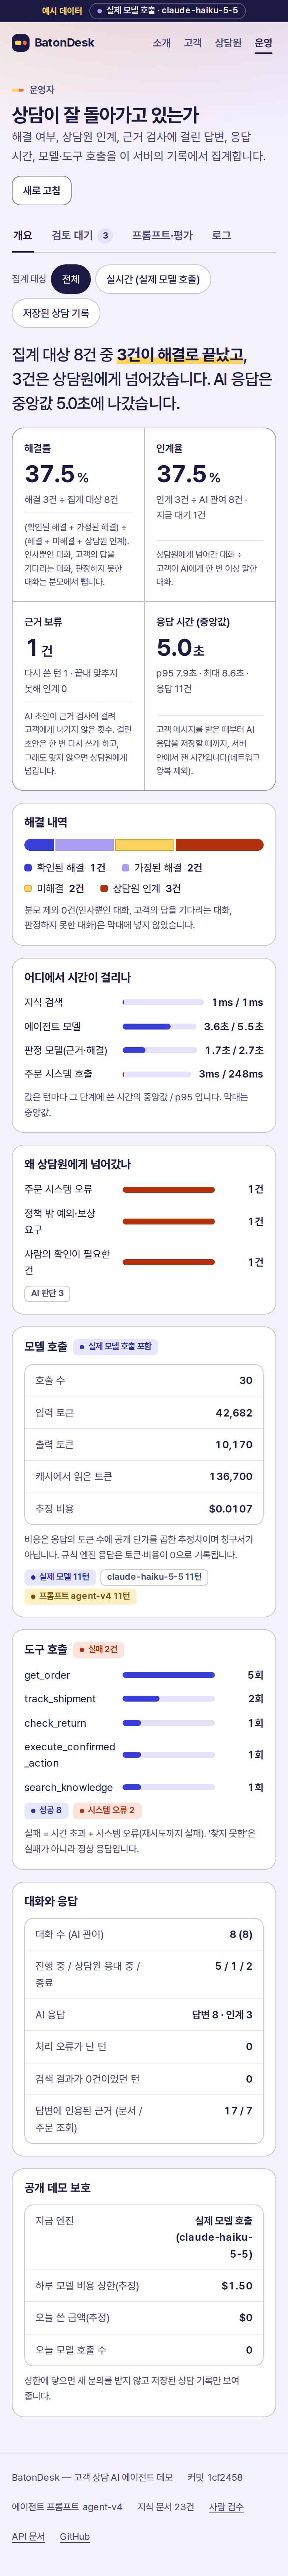 예시 데이터 실제 모델 호출 · claude-haiku-5-5
BatonDesk 소개 고객 상담원 운영
운영자
상담이 잘 돌아가고 있는가
해결 여부, 상담원 인계, 근거 검사에 걸린 답변, 응답
시간, 모델·도구 호출을 이 서버의 기록에서 집계합니다.
새로 고침
개요 검토 대기 3 프롬프트·평가 로그
집계 대상 전체 실시간 (실제 모델 호출)
저장된 상담 기록
집계 대상 8건 중 3건이 해결로 끝났고,
3건은 상담원에게 넘어갔습니다. AI 응답은
중앙값 5.0초에 나갔습니다.
해결률
37.5%
해결 3건 ÷ 집계 대상 8건
(확인된 해결 + 가정된 해결) ÷
(해결 + 미해결 + 상담원 인계).
인사뿐인 대화, 고객의 답을
기다리는 대화, 판정하지 못한
대화는 분모에서 뺍니다.
인계율
37.5%
인계 3건 ÷ AI 관여 8건 ·
지금 대기 1건
상담원에게 넘어간 대화 ÷
고객이 AI에게 한 번 이상 말한
대화.
근거 보류
1건
다시 쓴 턴 1 · 끝내 맞추지
못해 인계 0
AI 초안이 근거 검사에 걸려
고객에게 나가지 않은 횟수. 걸린
초안은 한 번 다시 쓰게 하고,
그래도 맞지 않으면 상담원에게
넘깁니다.
응답 시간 (중앙값)
5.0초
p95 7.9초 · 최대 8.6초 ·
응답 11건
고객 메시지를 받은 때부터 AI
응답을 저장할 때까지, 서버
안에서 잰 시간입니다(네트워크
왕복 제외).
해결 내역
확인된 해결 1건 가정된 해결 2건
미해결 2건 상담원 인계 3건
분모 제외 0건(인사뿐인 대화, 고객의 답을 기다리는 대화,
판정하지 못한 대화)은 막대에 넣지 않았습니다.
어디에서 시간이 걸리나
지식 검색 1ms / 1ms
에이전트 모델 3.6초 / 5.5초
판정 모델(근거·해결) 1.7초 / 2.7초
주문 시스템 호출 3ms / 248ms
값은 턴마다 그 단계에 쓴 시간의 중앙값 / p95 입니다. 막대는
중앙값.
왜 상담원에게 넘어갔나
주문 시스템 오류 1건
정책 밖 예외·보상
요구 1건
사람의 확인이 필요한
건 1건
AI 판단 3
모델 호출 실제 모델 호출 포함
호출 수 30
입력 토큰 42,682
출력 토큰 10,170
캐시에서 읽은 토큰 136,700
추정 비용 $0.0107
비용은 응답의 토큰 수에 공개 단가를 곱한 추정치이며 청구서가
아닙니다. 규칙 엔진 응답은 토큰·비용이 0으로 기록됩니다.
실제 모델 11턴 claude-haiku-5-5 11턴
프롬프트 agent-v4 11턴
도구 호출 실패 2건
get_order 5회
track_shipment 2회
check_return 1회
execute_confirmed
_action 1회
search_knowledge 1회
성공 8 시스템 오류 2
실패 = 시간 초과 + 시스템 오류(재시도까지 실패). ‘찾지 못함’은
실패가 아니라 정상 응답입니다.
대화와 응답
대화 수 (AI 관여) 8 (8)
진행 중 / 상담원 응대 중 /
종료 5 / 1 / 2
AI 응답 답변 8 · 인계 3
처리 오류가 난 턴 0
검색 결과가 0건이었던 턴 0
답변에 인용된 근거 (문서 /
주문 조회) 17 / 7
공개 데모 보호
지금 엔진 실제 모델 호출
(claude-haiku-
5-5)
하루 모델 비용 상한(추정) $1.50
오늘 쓴 금액(추정) $0
오늘 모델 호출 수 0
상한에 닿으면 새 문의를 받지 않고 저장된 상담 기록만 보여
줍니다.
BatonDesk — 고객 상담 AI 에이전트 데모 커밋 1cf2458
에이전트 프롬프트 agent-v4 지식 문서 23건 사람 검수
API 문서 GitHub